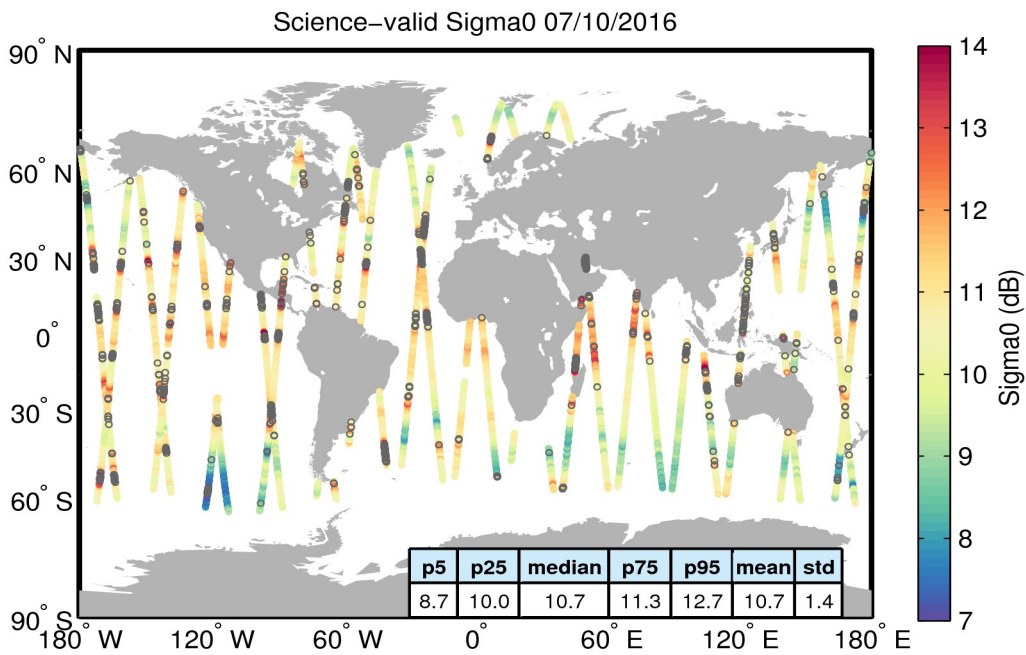 Science−valid Sigma0 07/10/2016
90° N
60° N
30° N
0°
30° S
60° S
90° S
180° W
120° W
60° W
0°
60° E
120° E
180° E
p5 p25 median p75 p95 mean std
8.7 10.0 10.7 11.3 12.7 10.7 1.4
14
13
12
11
10
9
8
7
Sigma0 (dB)